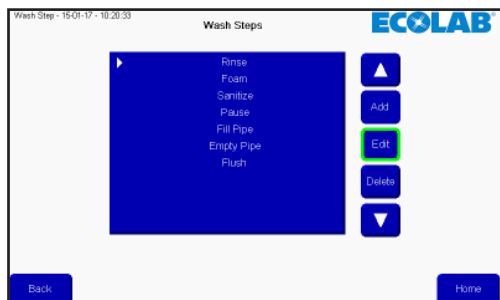 Wash Step - 15-01-17 - 10:20:33
Wash Steps
ECOLAB
Rinse
Foam
Sanitize
Pause
Fill Pipe
Empty Pipe
Flush
Add
Edit
Delete
Back
Home